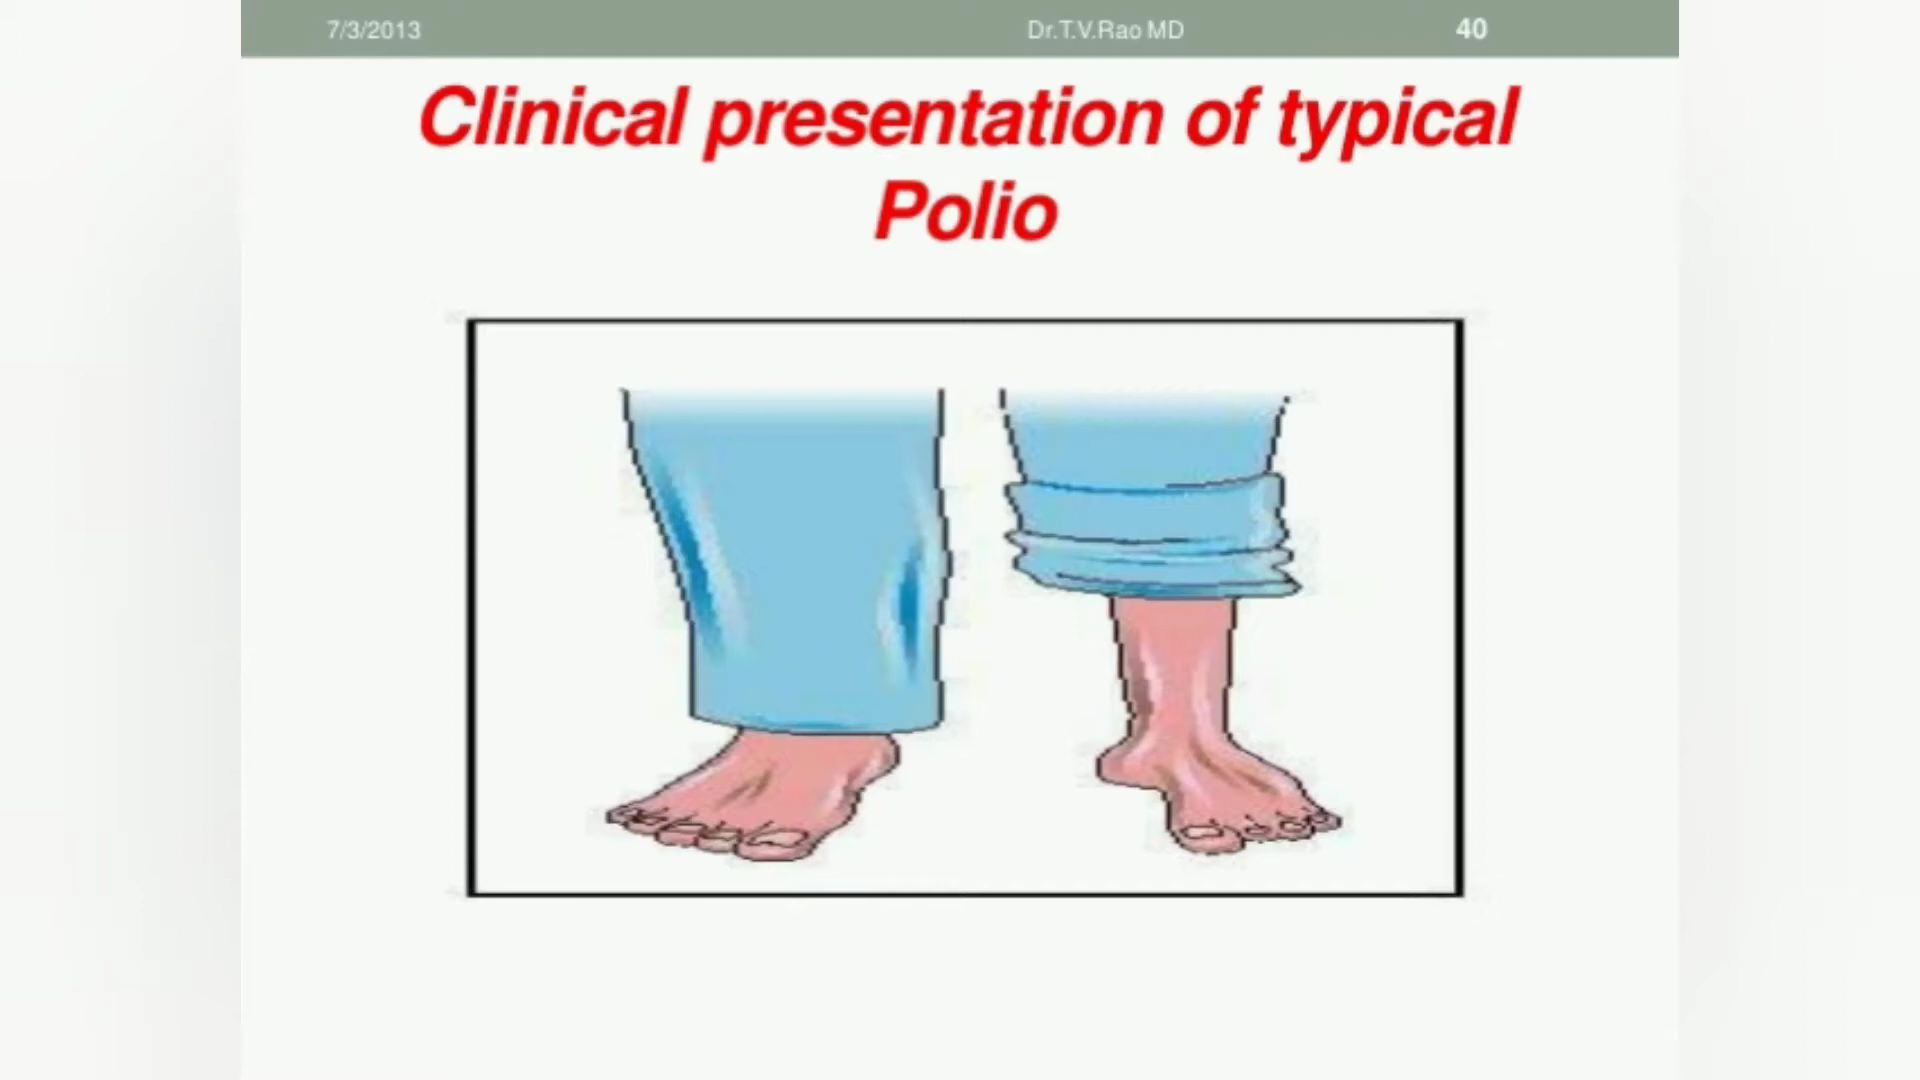 7/3/2013 Dr.T.V.Rao MD 40
Clinical presentation of typical
Polio